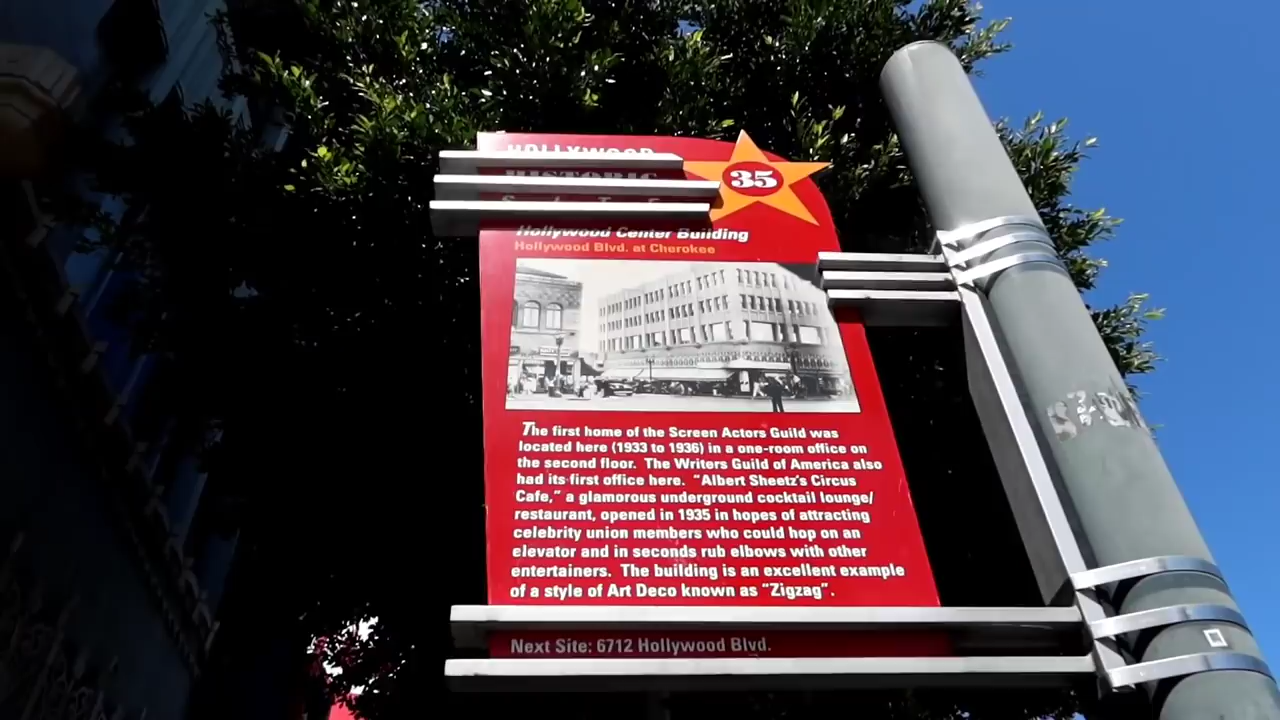 HOLLYWOOD
35
HISTORIC
Hollywood Center Building
Hollywood Blvd. at Cherokee
The first home of the Screen Actors Guild was
located here (1933 to 1936) in a one-room office on
the second floor. The Writers Guild of America also
had its first office here. "Albert Sheetz's Circus
Cafe," a glamorous underground cocktail lounge/
restaurant, opened in 1935 in hopes of attracting
celebrity union members who could hop on an
elevator and in seconds rub elbows with other
entertainers. The building is an excellent example
of a style of Art Deco known as "Zigzag".
Next Site: 6712 Hollywood Blvd.